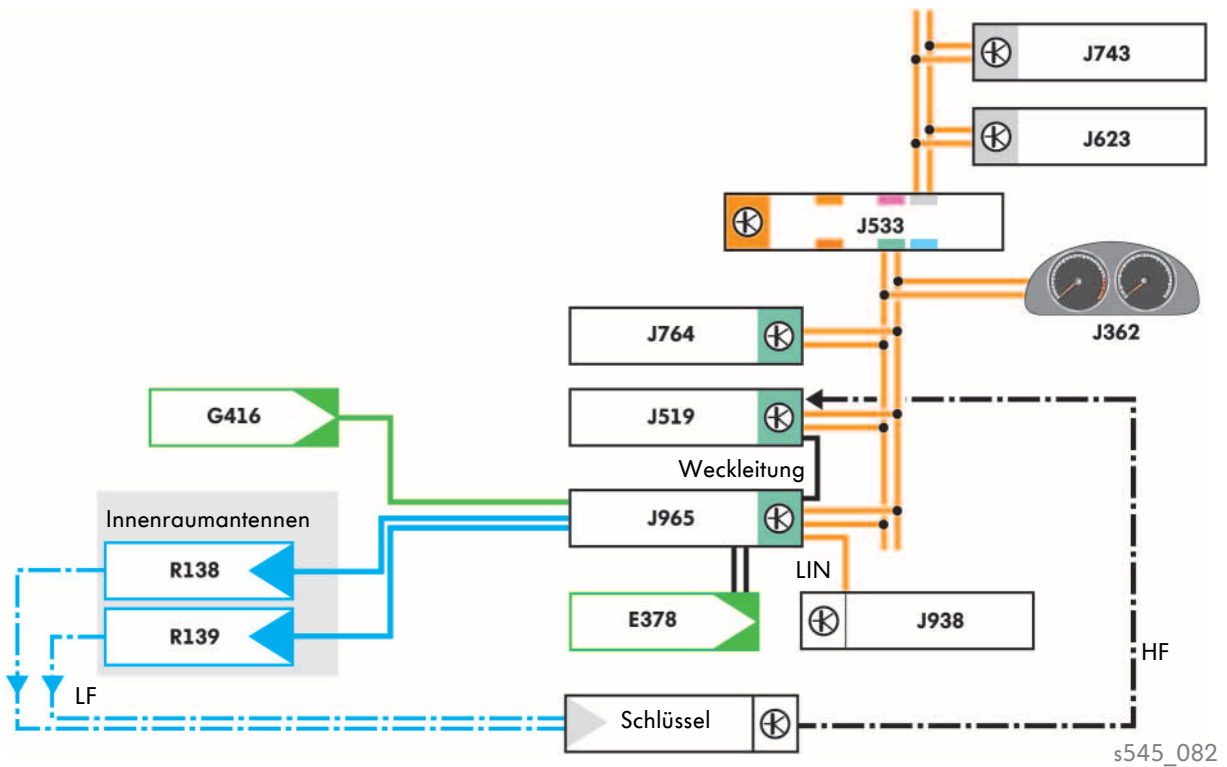 J743
J623
J533
J362
J764
G416
J519
Weckleitung
Innenraumantennen
J965
R138
LIN
E378
J938
R139
HF
LF
Schlüssel
s545_082